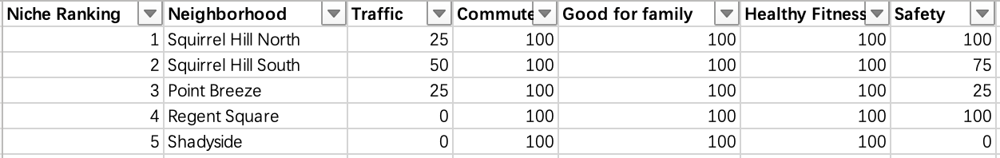 Niche Ranking Neighborhood Traffic Commute Good for family Healthy Fitness Safety
1 Squirrel Hill North 25 100 100 100 100
2 Squirrel Hill South 50 100 100 100 75
3 Point Breeze 25 100 100 100 25
4 Regent Square 0 100 100 100 100
5 Shadyside 0 100 100 100 0